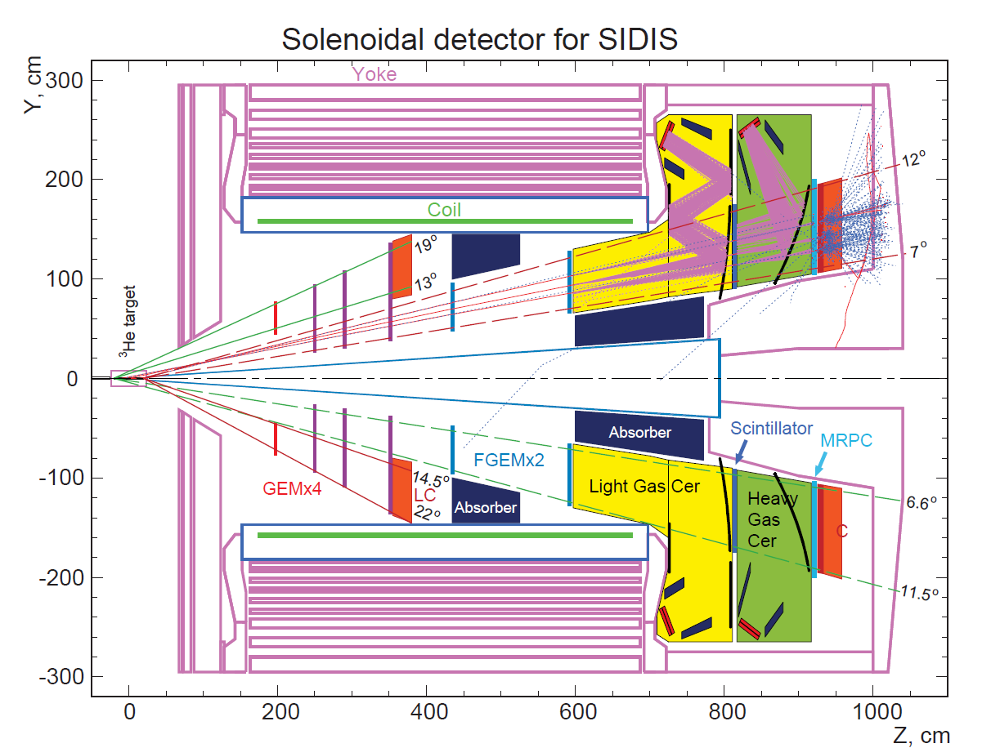 Solenoidal detector for SIDIS
Y, cm
300
200
100
0
-100
-200
-300
Yoke
Coil
³He target
19°
13°
12°
7°
Absorber
Scintillator
MRPC
FGEMx2
GEMx4
14.5°
LC
22°
Absorber
Light Gas Cer
Heavy
Gas
Cer
C
6.6°
11.5°
0
200
400
600
800
1000
Z, cm